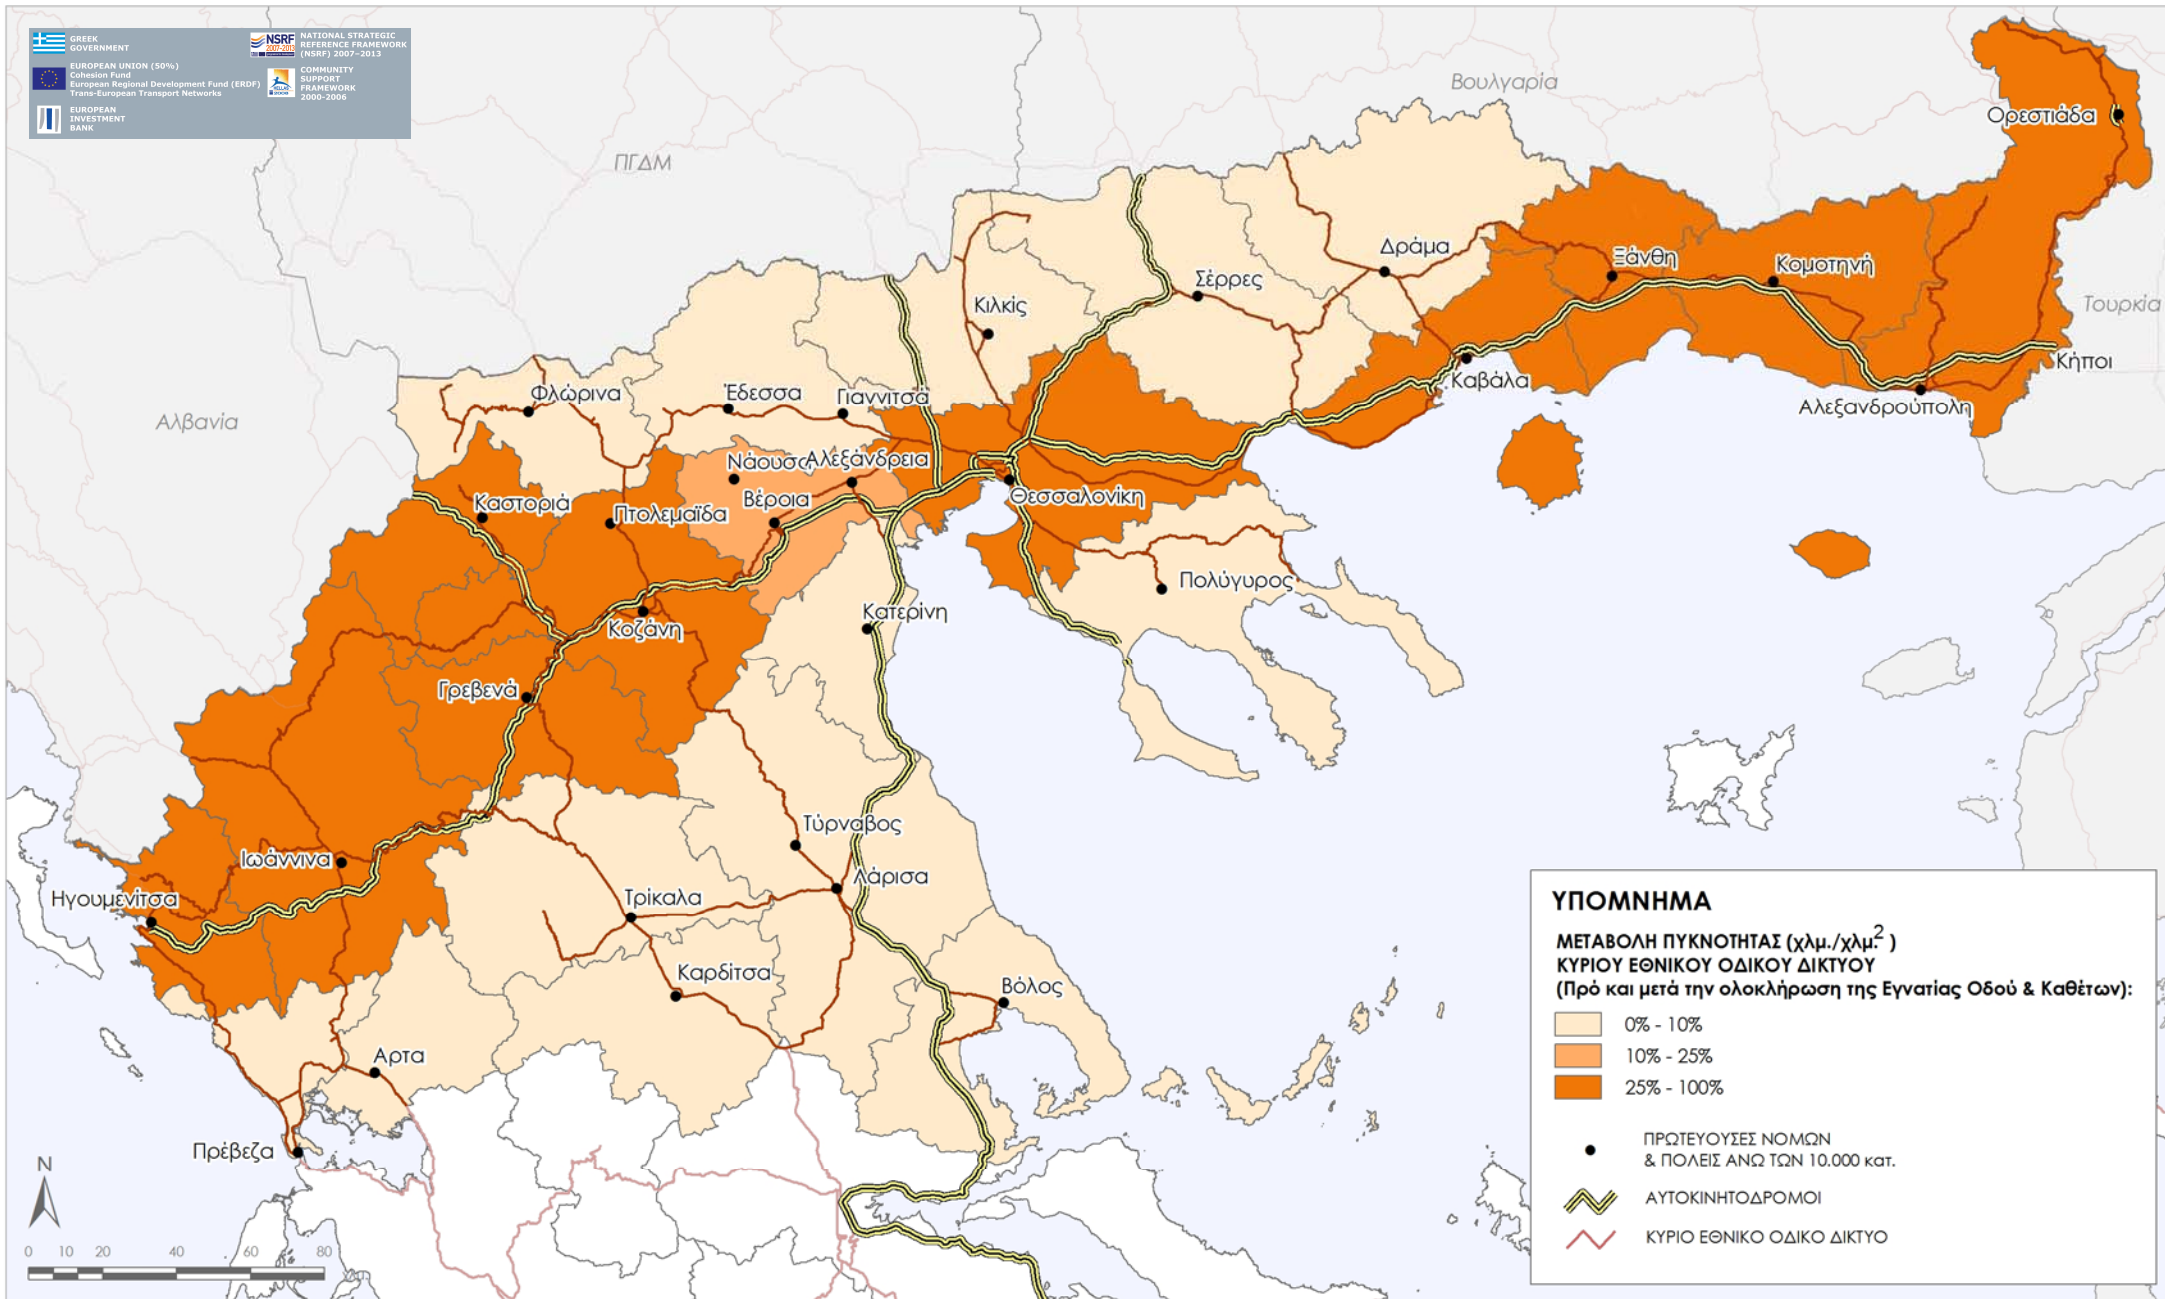 GREEK
GOVERNMENT
EUROPEAN UNION (50%)
Cohesion Fund
European Regional Development Fund (ERDF)
Trans-European Transport Networks
EUROPEAN
INVESTMENT
BANK
NSRF
2007-2013
NATIONAL STRATEGIC
REFERENCE FRAMEWORK
(NSRF) 2007–2013
COMMUNITY
SUPPORT
FRAMEWORK
2000-2006
Βουλγαρία
ΠΓΔΜ
Αλβανία
Τουρκία
Ορεστιάδα
Δράμα
Ξάνθη
Κομοτηνή
Σέρρες
Κιλκίς
Κήποι
Καβάλα
Αλεξανδρούπολη
Φλώρινα
Έδεσσα
Γιαννιτσά
Νάουσα
Αλεξάνδρεια
Βέροια
Καστοριά
Πτολεμαΐδα
Θεσσαλονίκη
Πολύγυρος
Κατερίνη
Κοζάνη
Γρεβενά
Τύρναβος
Λάρισα
Ιωάννινα
Ηγουμενίτσα
Τρίκαλα
Καρδίτσα
Βόλος
Αρτα
Πρέβεζα
N
0 10 20 40 60 80
ΥΠΟΜΝΗΜΑ
ΜΕΤΑΒΟΛΗ ΠΥΚΝΟΤΗΤΑΣ (χλμ./χλμ.2 )
ΚΥΡΙΟΥ ΕΘΝΙΚΟΥ ΟΔΙΚΟΥ ΔΙΚΤΥΟΥ
(Πρό και μετά την ολοκλήρωση της Εγνατίας Οδού & Καθέτων):
0% - 10%
10% - 25%
25% - 100%
ΠΡΩΤΕΥΟΥΣΕΣ ΝΟΜΩΝ
& ΠΟΛΕΙΣ ΑΝΩ ΤΩΝ 10.000 κατ.
ΑΥΤΟΚΙΝΗΤΟΔΡΟΜΟΙ
ΚΥΡΙΟ ΕΘΝΙΚΟ ΟΔΙΚΟ ΔΙΚΤΥΟ